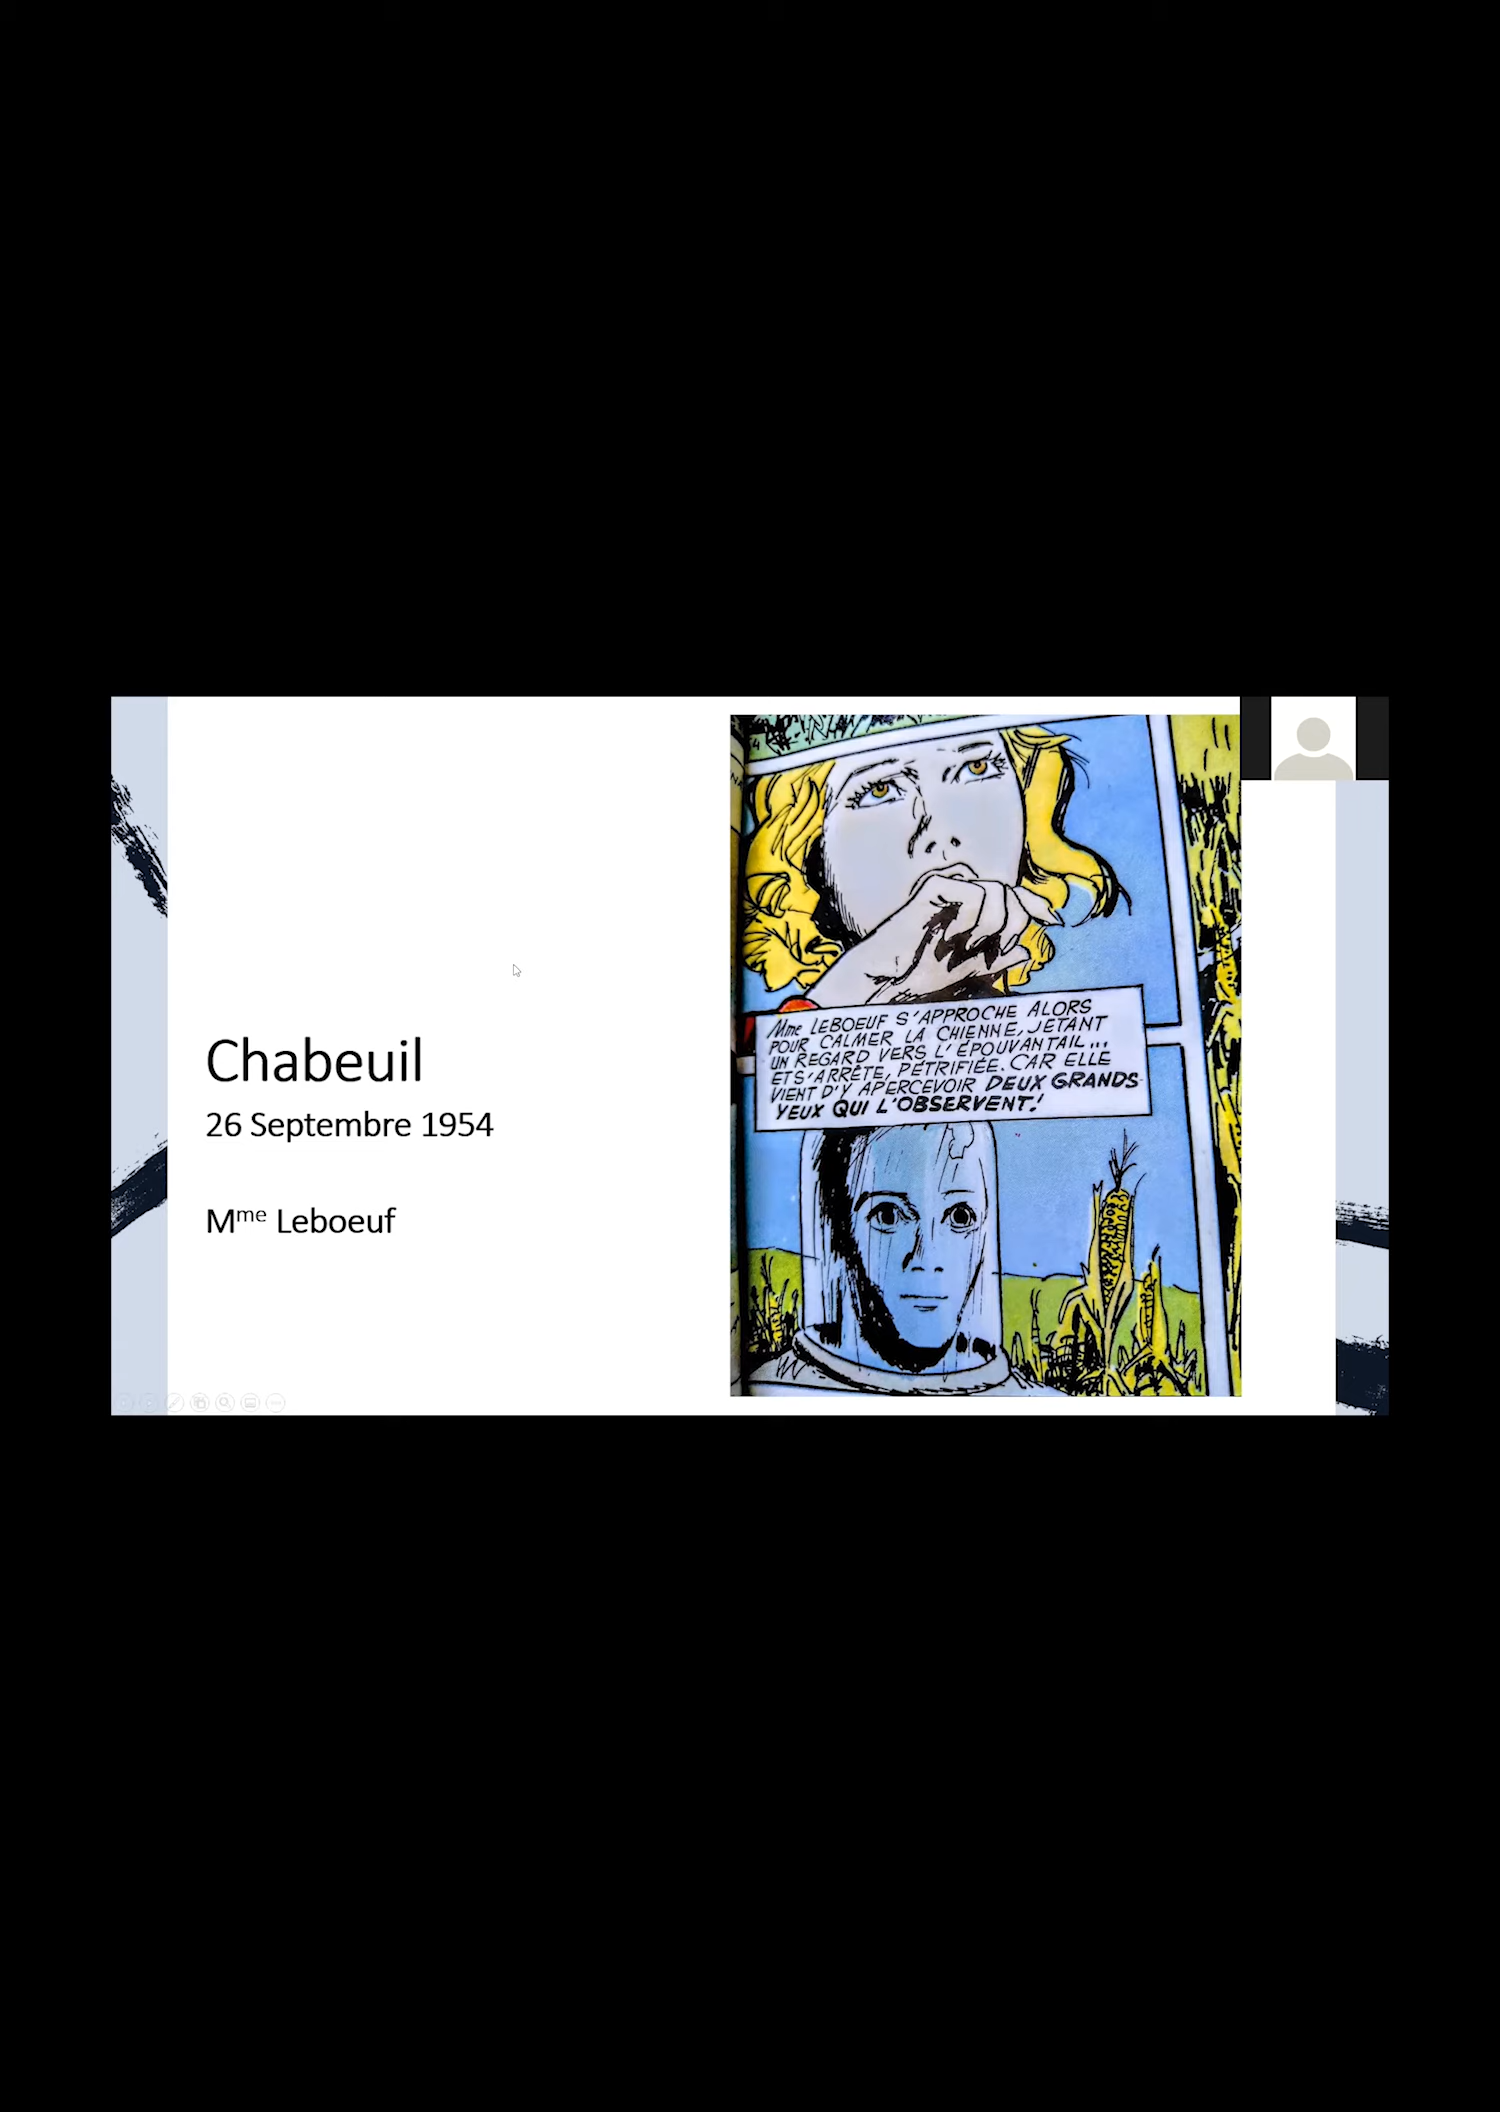 Chabeuil
26 Septembre 1954
Mme Leboeuf
Mme LEBOEUF S'APPROCHE ALORS
POUR CALMER LA CHIENNE, JETANT
UN REGARD VERS L'ÉPOUVANTAIL...
ET S'ARRÊTE, PÉTRIFIÉE. CAR ELLE
VIENT D'Y APERCEVOIR DEUX GRANDS
YEUX QUI L'OBSERVENT!